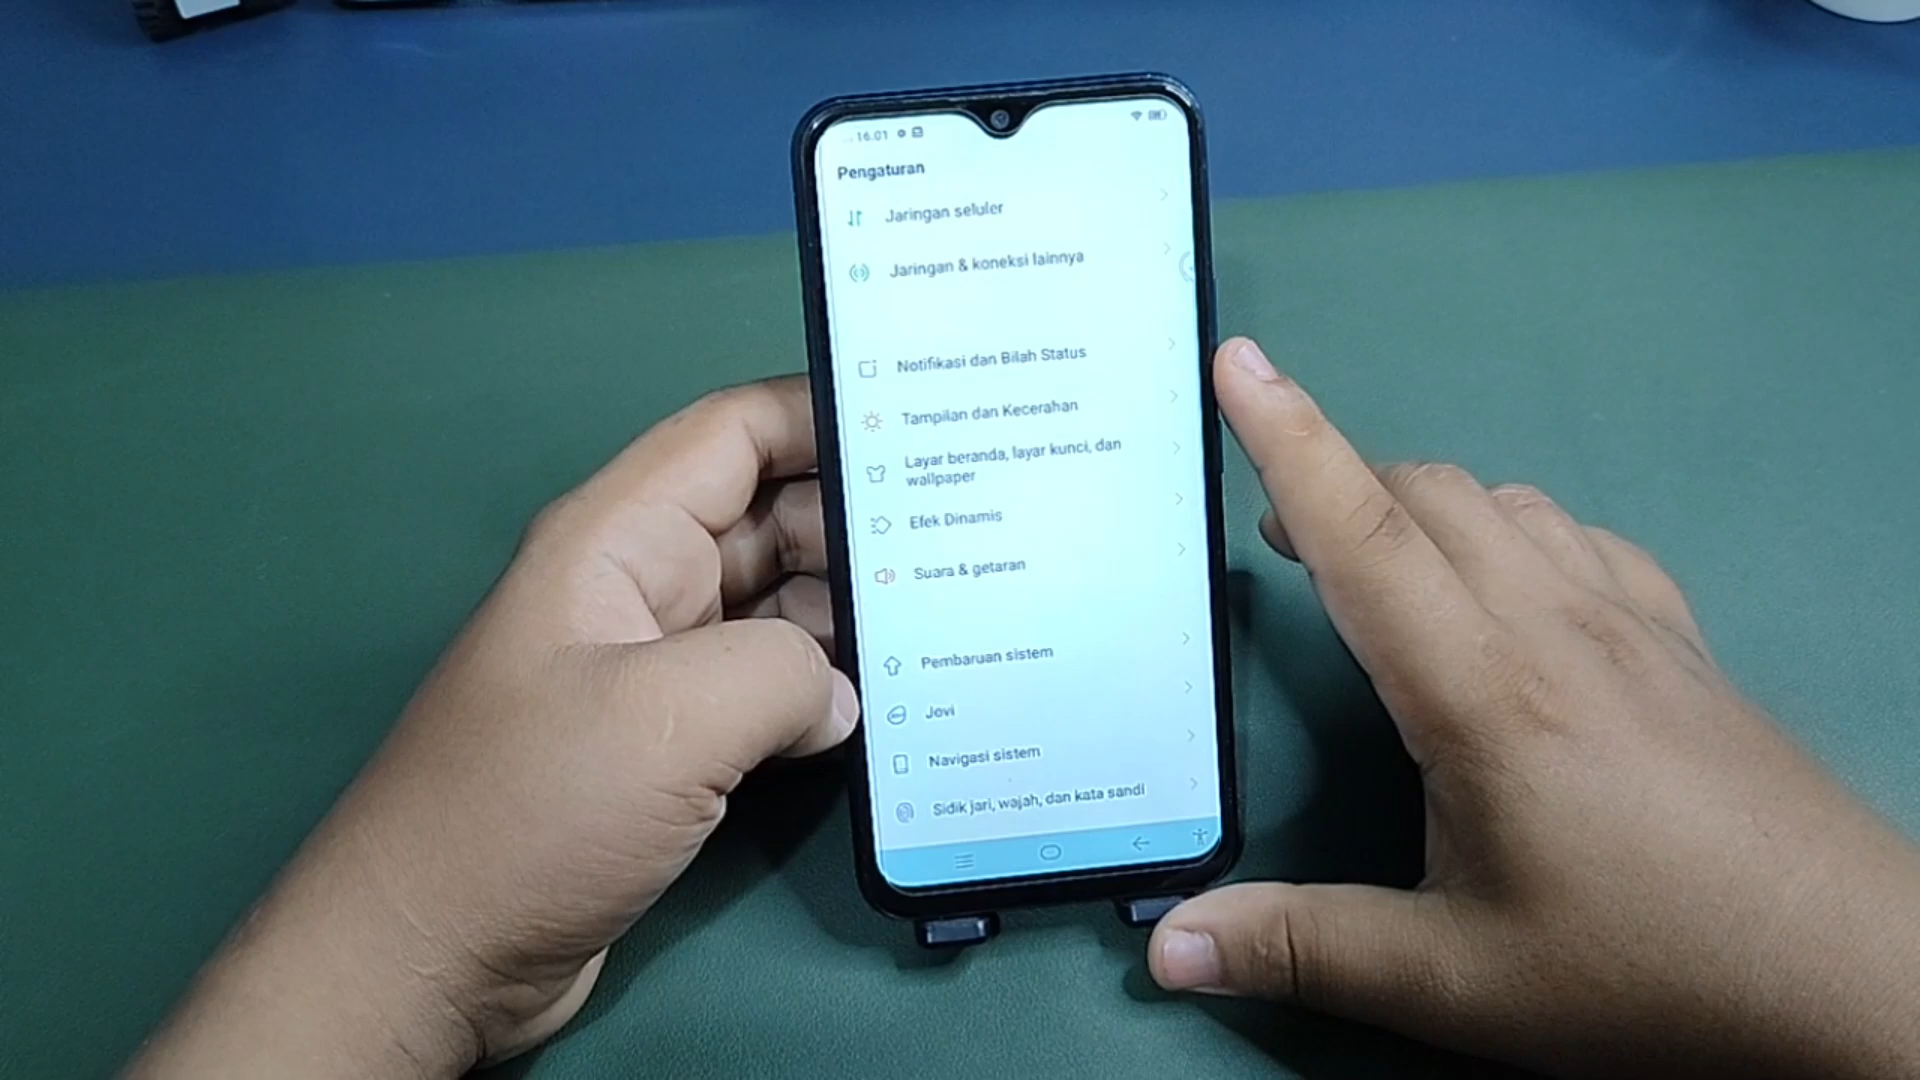 16.01
Pengaturan
Jaringan seluler
Jaringan & koneksi lainnya
Notifikasi dan Bilah Status
Tampilan dan Kecerahan
Layar beranda, layar kunci, dan
wallpaper
Efek Dinamis
Suara & getaran
Pembaruan sistem
Jovi
Navigasi sistem
Sidik jari, wajah, dan kata sandi